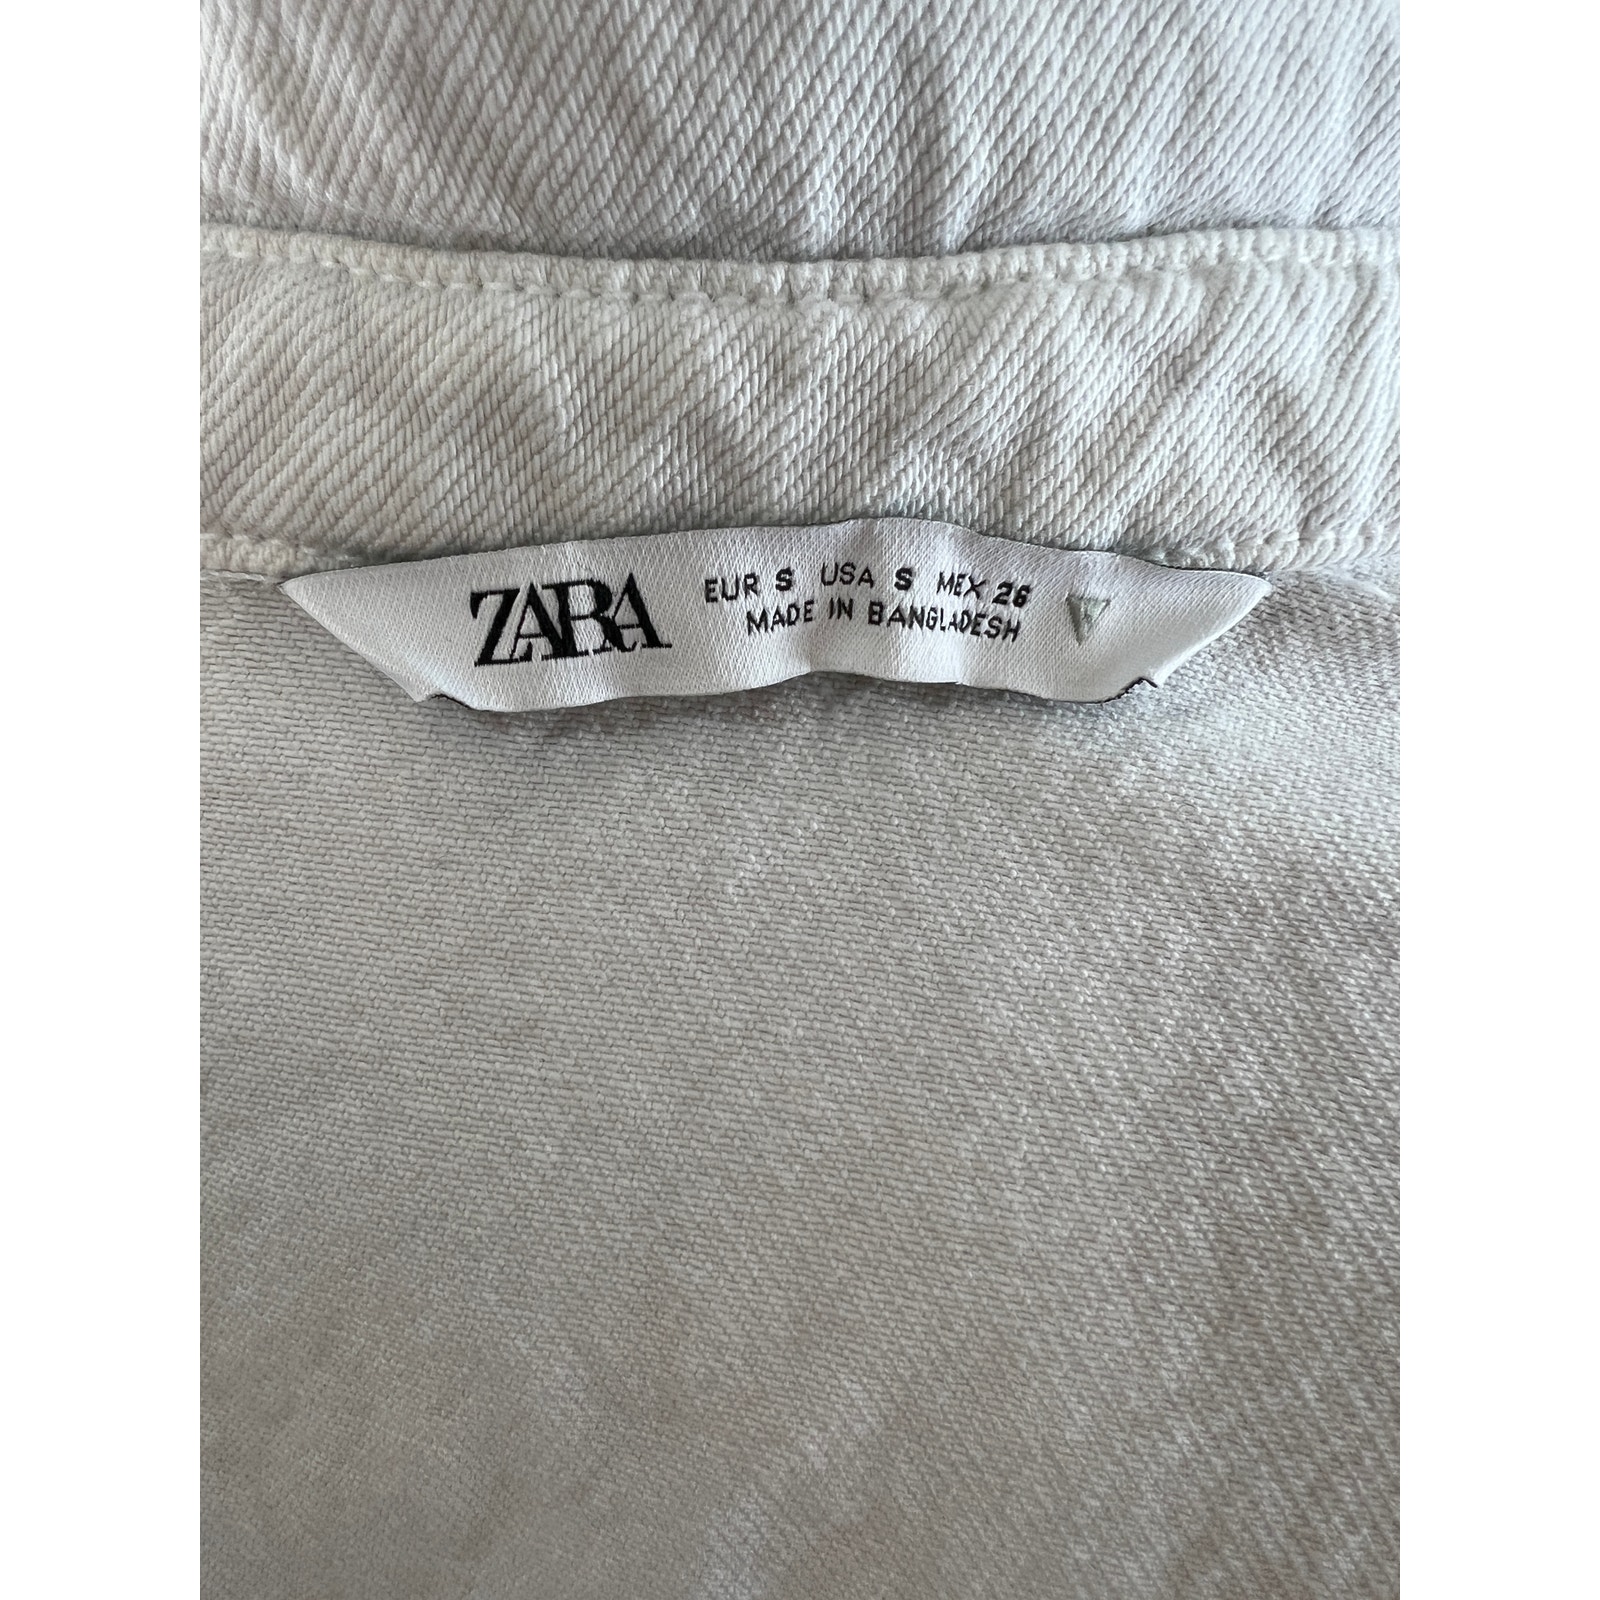 ZARA
EUR S USA S MEX 26
MADE IN BANGLADESH